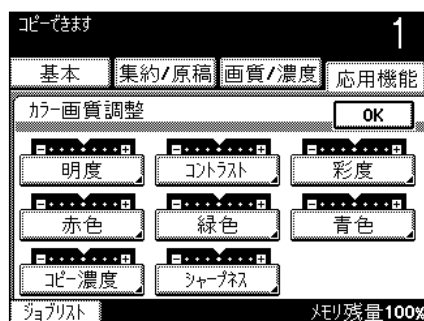 コピーできます 1
基本 集約/原稿 画質/濃度 応用機能
カラー画質調整 OK
明度 コントラスト 彩度
赤色 緑色 青色
コピー濃度 シャープネス
ジョブリスト メモリ残量100%